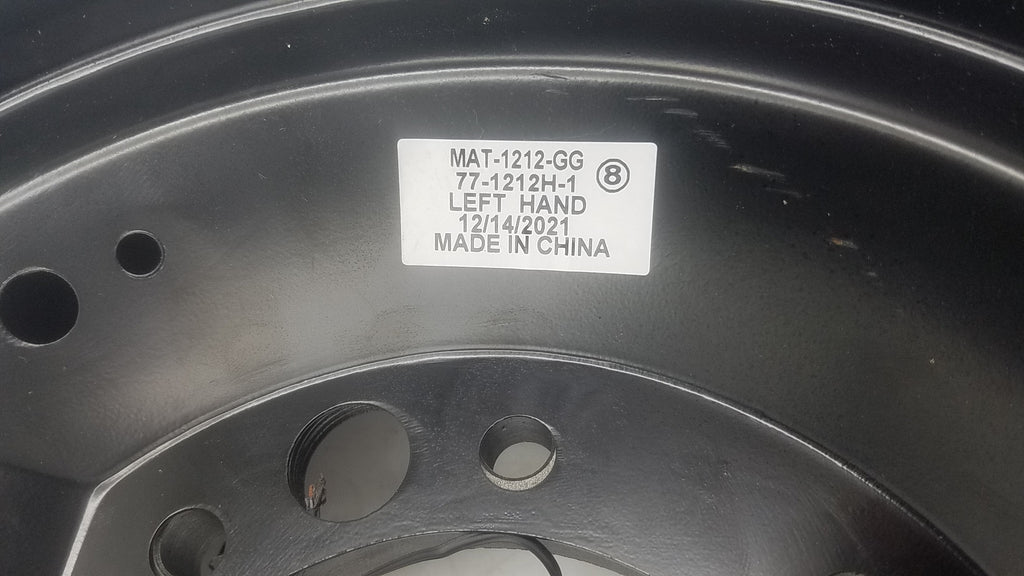 MAT-1212-GG
77-1212H-1 8
LEFT HAND
12/14/2021
MADE IN CHINA